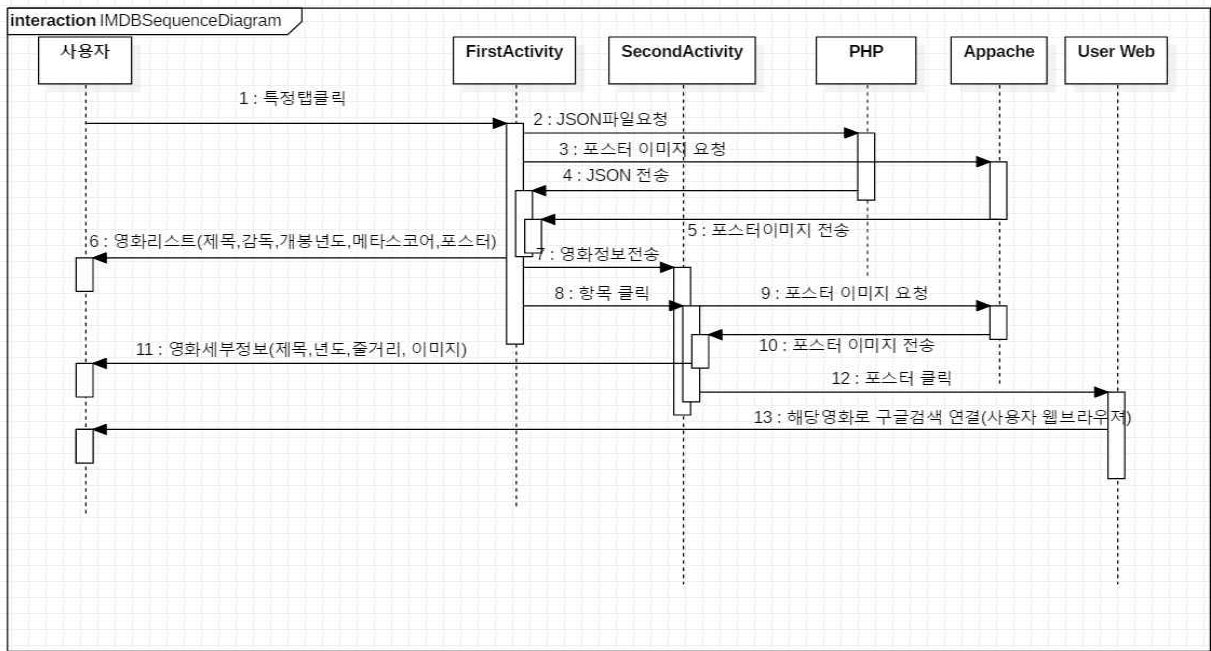 interaction IMDBSequenceDiagram
사용자
FirstActivity
SecondActivity
PHP
Appache
User Web
1 : 특정탭클릭
2 : JSON파일요청
3 : 포스터 이미지 요청
4 : JSON 전송
5 : 포스터이미지 전송
6 : 영화리스트(제목,감독,개봉년도,메타스코어,포스터)
7 : 영화정보전송
8 : 항목 클릭
9 : 포스터 이미지 요청
10 : 포스터 이미지 전송
11 : 영화세부정보(제목,년도,줄거리, 이미지)
12 : 포스터 클릭
13 : 해당영화로 구글검색 연결(사용자 웹브라우져)